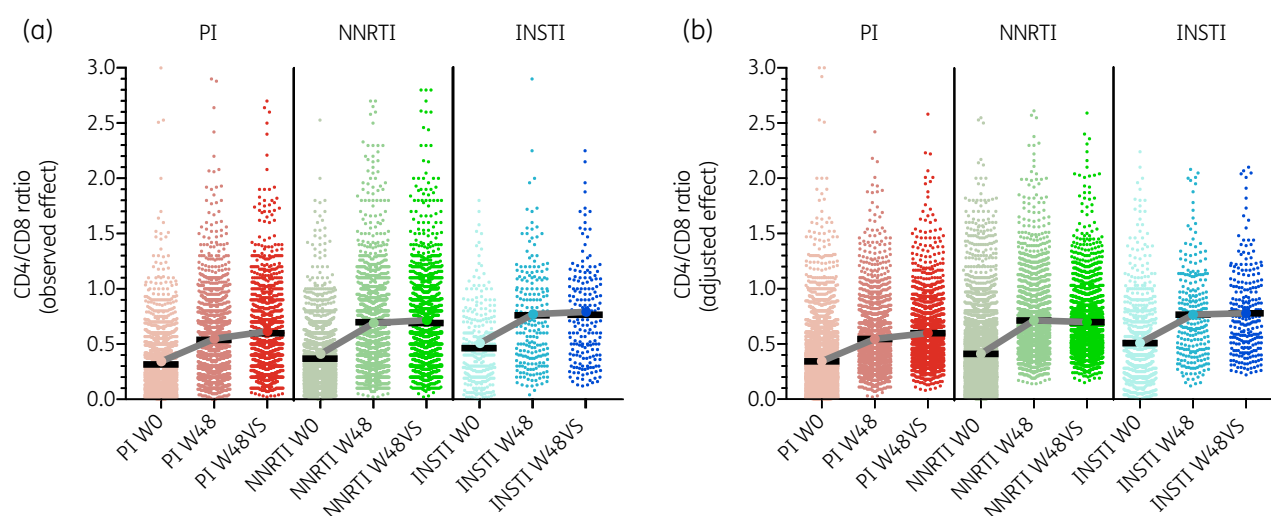 (a)
PI NNRTI INSTI
CD4/CD8 ratio
(observed effect)
3.0
2.5
2.0
1.5
1.0
0.5
0.0
PI W0
PI W48
PI W48VS
NNRTI W0
NNRTI W48
NNRTI W48VS
INSTI W0
INSTI W48
INSTI W48VS
(b)
PI NNRTI INSTI
CD4/CD8 ratio
(adjusted effect)
3.0
2.5
2.0
1.5
1.0
0.5
0.0
PI W0
PI W48
PI W48VS
NNRTI W0
NNRTI W48
NNRTI W48VS
INSTI W0
INSTI W48
INSTI W48VS